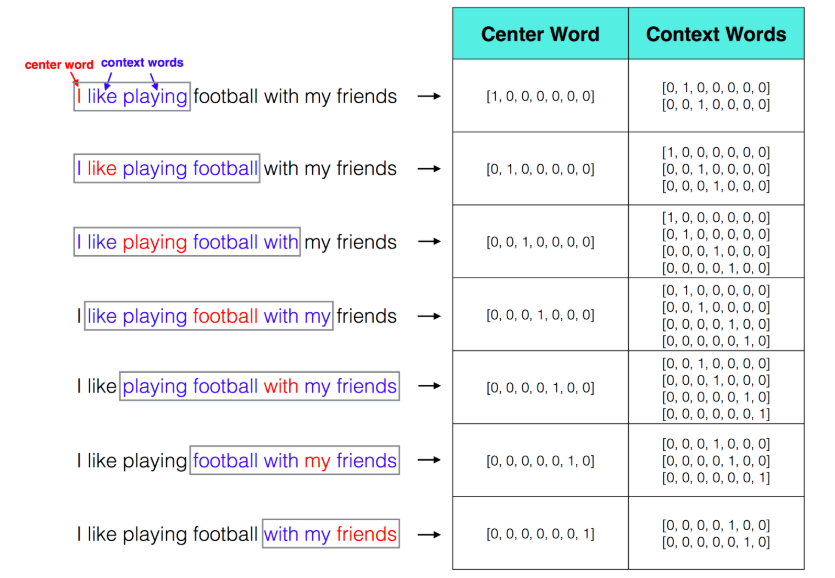 Center Word Context Words
center word context words
I like playing football with my friends
[1, 0, 0, 0, 0, 0, 0]
[0, 1, 0, 0, 0, 0, 0]
[0, 0, 1, 0, 0, 0, 0]
I like playing football with my friends
[0, 1, 0, 0, 0, 0, 0]
[1, 0, 0, 0, 0, 0, 0]
[0, 0, 1, 0, 0, 0, 0]
[0, 0, 0, 1, 0, 0, 0]
I like playing football with my friends
[0, 0, 1, 0, 0, 0, 0]
[1, 0, 0, 0, 0, 0, 0]
[0, 1, 0, 0, 0, 0, 0]
[0, 0, 0, 1, 0, 0, 0]
[0, 0, 0, 0, 1, 0, 0]
I like playing football with my friends
[0, 0, 0, 1, 0, 0, 0]
[0, 1, 0, 0, 0, 0, 0]
[0, 0, 1, 0, 0, 0, 0]
[0, 0, 0, 0, 1, 0, 0]
[0, 0, 0, 0, 0, 1, 0]
I like playing football with my friends
[0, 0, 0, 0, 1, 0, 0]
[0, 0, 1, 0, 0, 0, 0]
[0, 0, 0, 1, 0, 0, 0]
[0, 0, 0, 0, 0, 1, 0]
[0, 0, 0, 0, 0, 0, 1]
I like playing football with my friends
[0, 0, 0, 0, 0, 1, 0]
[0, 0, 0, 1, 0, 0, 0]
[0, 0, 0, 0, 1, 0, 0]
[0, 0, 0, 0, 0, 0, 1]
I like playing football with my friends
[0, 0, 0, 0, 0, 0, 1]
[0, 0, 0, 0, 1, 0, 0]
[0, 0, 0, 0, 0, 1, 0]